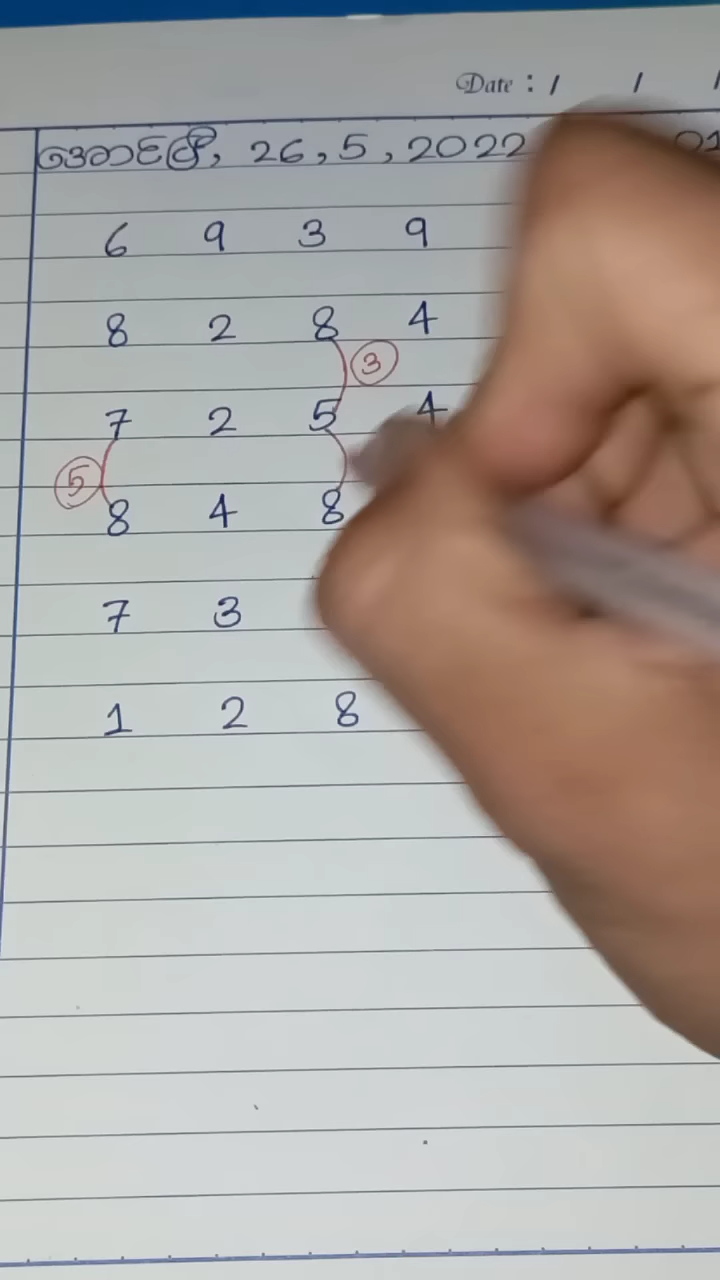 Date : / / /
26, 5, 2022 01
6 9 3 9
8 2 8 4
3
7 2 5 4
5
8 4 8
7 3
1 2 8